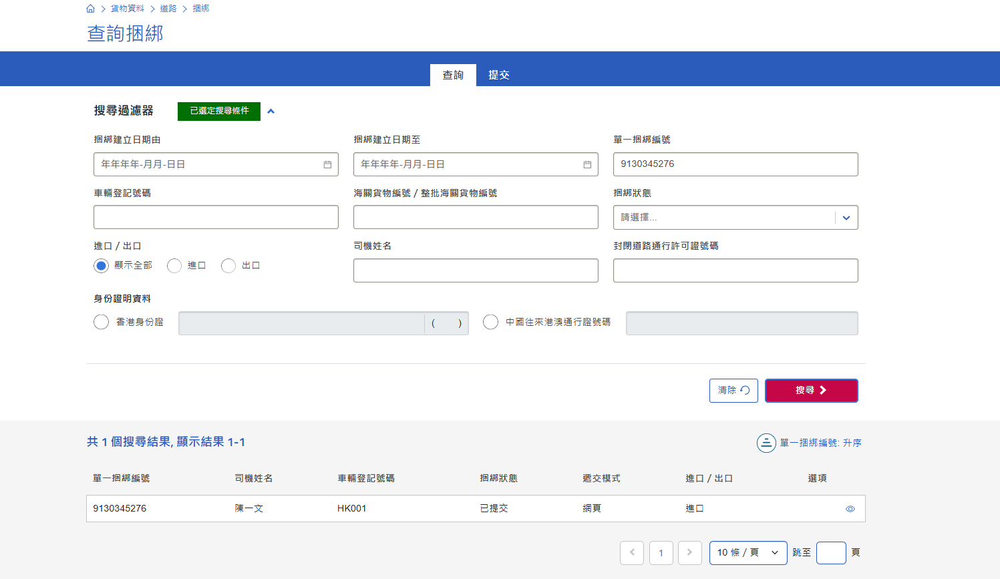 貨物資料 > 道路 > 捆綁
查詢捆綁
查詢 提交
搜尋過濾器 已選定搜尋條件
捆綁建立日期由 捆綁建立日期至 單一捆綁編號
年年年年-月月-日日 年年年年-月月-日日 9130345276
車輛登記號碼 海關貨物編號 / 整批海關貨物編號 捆綁狀態
請選擇...
進口 / 出口 司機姓名 封閉道路通行許可證號碼
顯示全部 進口 出口
身份證明資料
香港身份證 ( ) 中國往來港澳通行證號碼
清除 搜尋
共 1 個搜尋結果, 顯示結果 1-1 單一捆綁編號: 升序
單一捆綁編號 司機姓名 車輛登記號碼 捆綁狀態 遞交模式 進口 / 出口 選項
9130345276 陳一文 HK001 已提交 網頁 進口
1 10 條 / 頁 跳至 頁